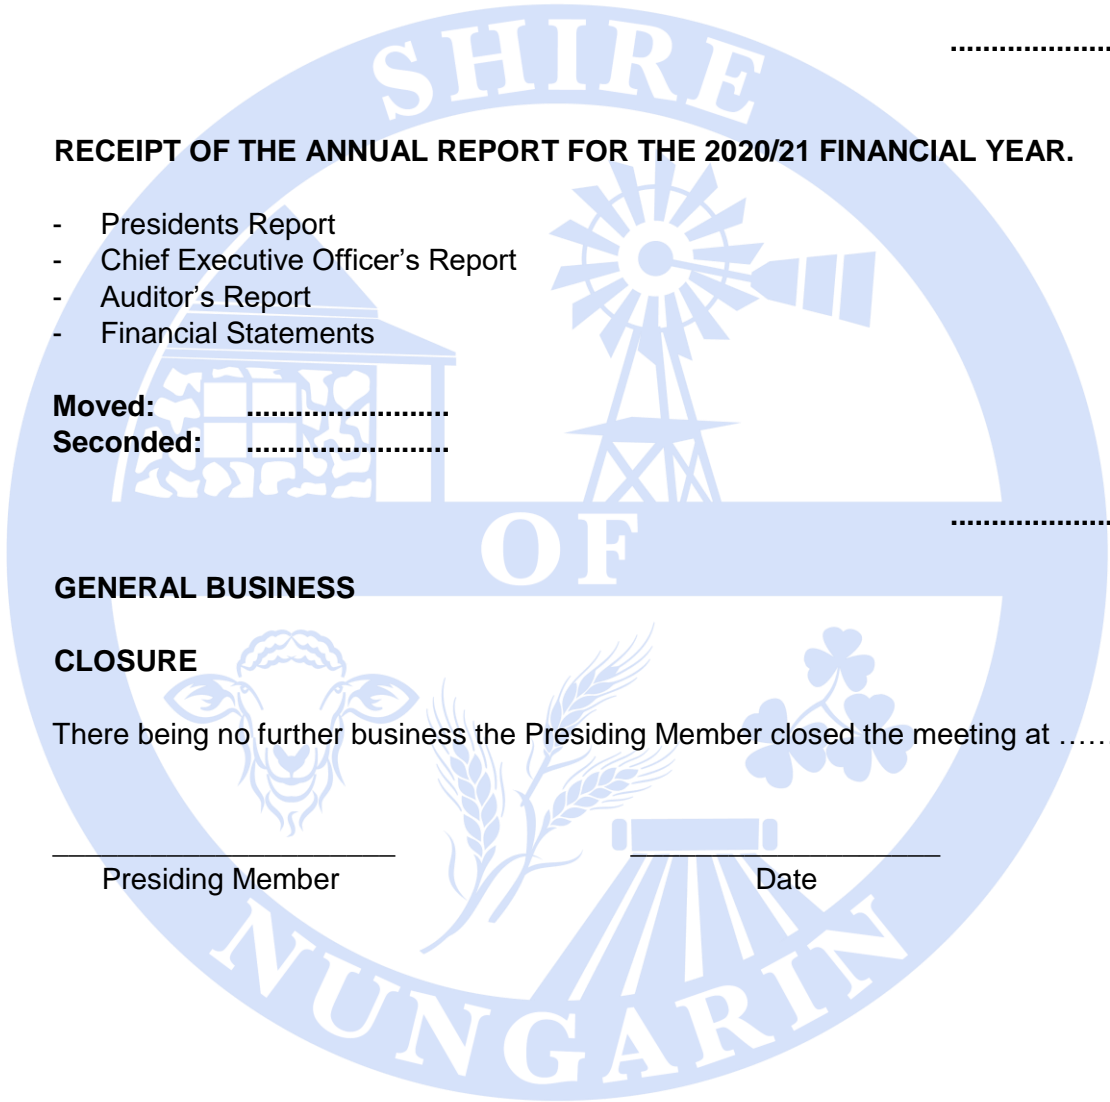 SHIRE
....................
RECEIPT OF THE ANNUAL REPORT FOR THE 2020/21 FINANCIAL YEAR.
- Presidents Report
- Chief Executive Officer’s Report
- Auditor’s Report
- Financial Statements
Moved: .........................
Seconded: .........................
....................
OF
GENERAL BUSINESS
CLOSURE
There being no further business the Presiding Member closed the meeting at ……
_____________________ ___________________
Presiding Member Date
NUNGARIN